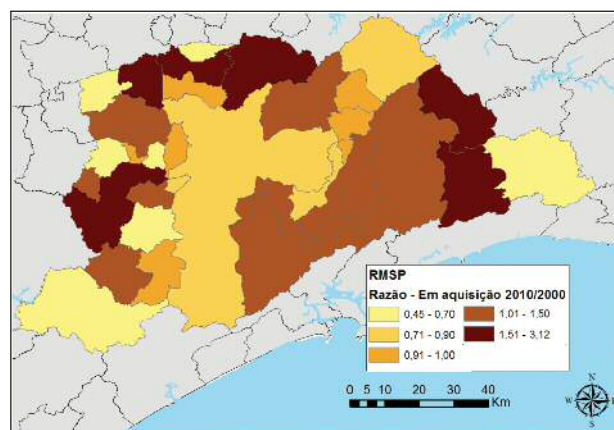 RMSP
Razão - Em aquisição 2010/2000
0,45 - 0,70
1,01 - 1,50
0,71 - 0,90
1,51 - 3,12
0,91 - 1,00
0 5 10 20 30 40
Km
N
W E
S